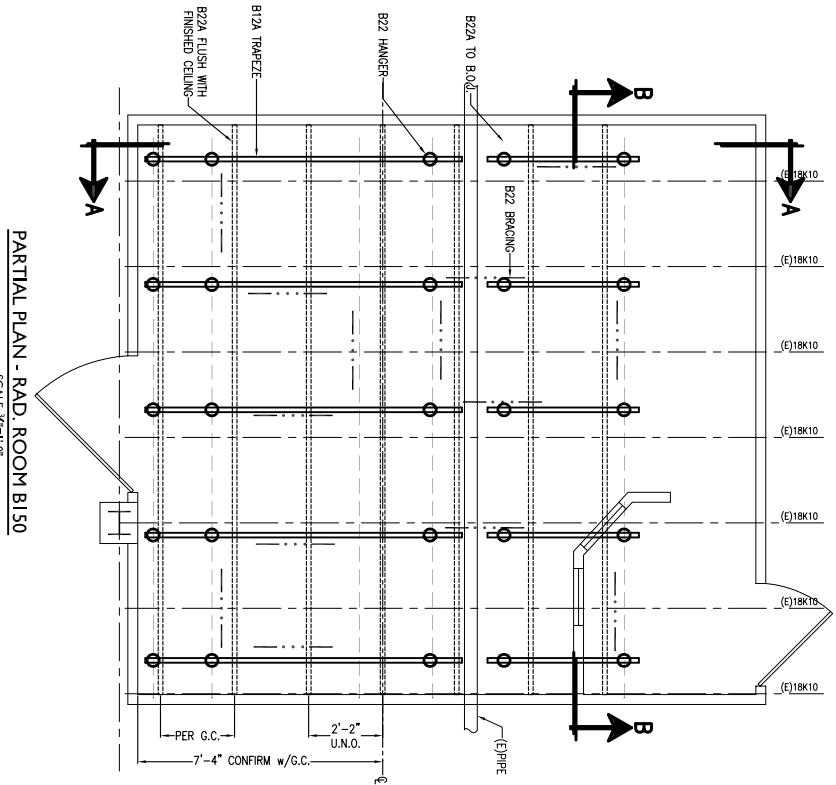 B22A FLUSH WITH
FINISHED CEILING
B12A TRAPEZE
B22 HANGER
B22A TO B.O.J.
B
A
A
B22 BRACING
(E)18K10
(E)18K10
(E)18K10
(E)18K10
(E)18K10
(E)18K10
(E)18K10
PER G.C.
2'-2"
U.N.O.
7'-4" CONFIRM w/G.C.
(E)PIPE
B
PARTIAL PLAN - RAD. ROOM B150